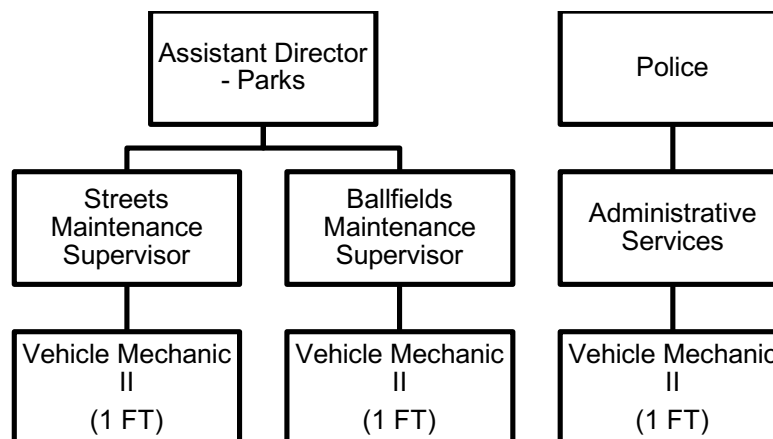 Assistant Director
- Parks
Police
Streets
Maintenance
Supervisor
Ballfields
Maintenance
Supervisor
Administrative
Services
Vehicle Mechanic
II
(1 FT)
Vehicle Mechanic
II
(1 FT)
Vehicle Mechanic
II
(1 FT)